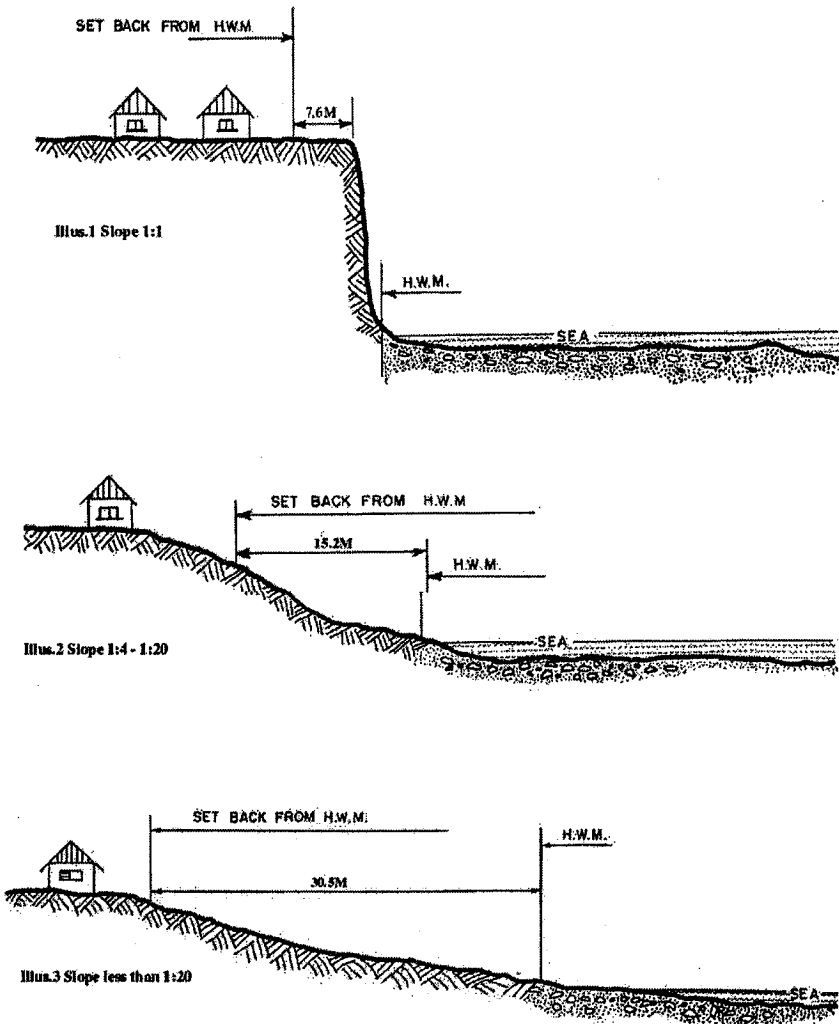 SET BACK FROM H.W.M
7.6M
Illus.1 Slope 1:1
H.W.M.
SEA
SET BACK FROM H.W.M
15.2M
H.W.M.
Illus.2 Slope 1:4 - 1:20
SEA
SET BACK FROM H.W.M.
H.W.M.
30.5M
Illus.3 Slope less than 1:20
SEA